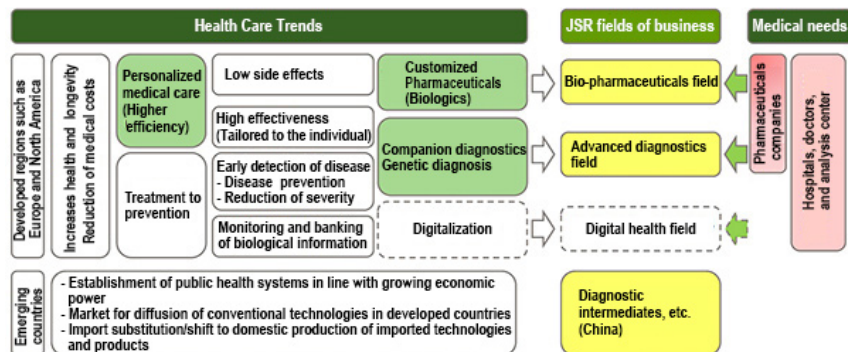 Health Care Trends
JSR fields of business
Medical needs
Developed regions such as
Europe and North America
Increases health and longevity
Reduction of medical costs
Personalized
medical care
(Higher
efficiency)
Treatment to
prevention
Low side effects
High effectiveness
(Tailored to the individual)
Early detection of disease
- Disease prevention
- Reduction of severity
Monitoring and banking
of biological information
Customized
Pharmaceuticals
(Biologics)
Companion diagnostics
Genetic diagnosis
Digitalization
Bio-pharmaceuticals field
Advanced diagnostics
field
Digital health field
Pharmaceuticals
companies
Hospitals, doctors,
and analysis center
Emerging
countries
- Establishment of public health systems in line with growing economic
power
- Market for diffusion of conventional technologies in developed countries
- Import substitution/shift to domestic production of imported technologies
and products
Diagnostic
intermediates, etc.
(China)